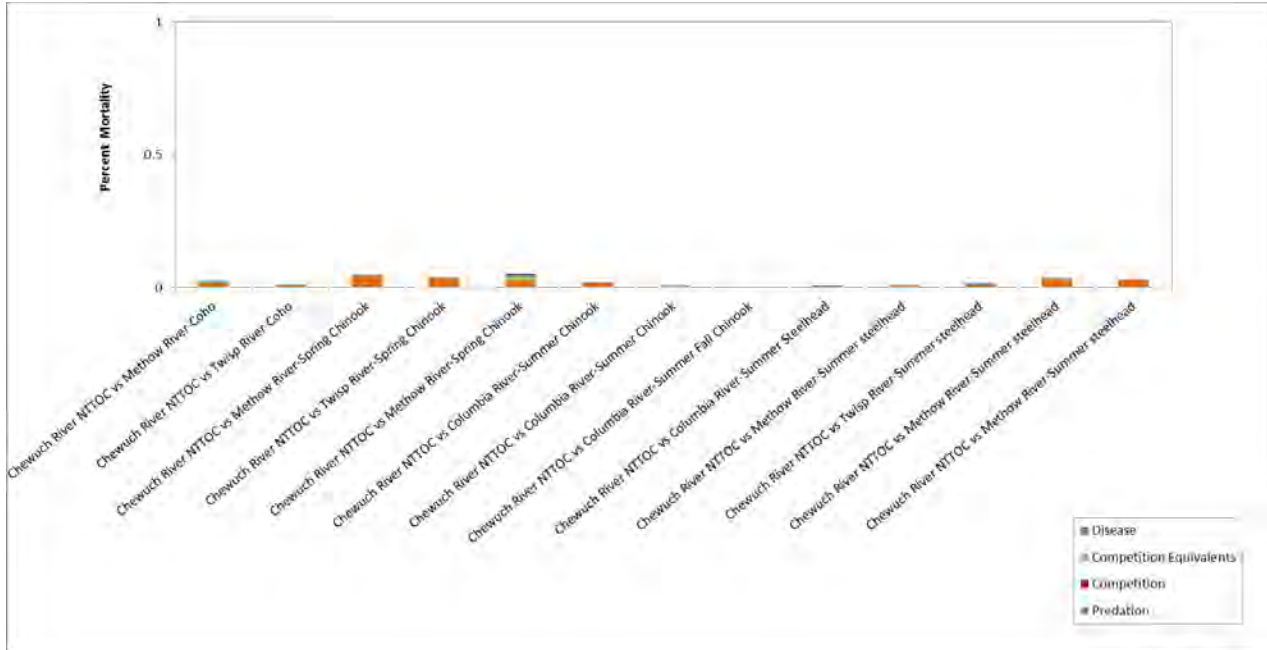 1
Percent Mortality
0.5
0
Chewuch River NTTOC vs Methow River-Coho
Chewuch River NTTOC vs Twisp River-Coho
Chewuch River NTTOC vs Methow River-Spring Chinook
Chewuch River NTTOC vs Twisp River-Spring Chinook
Chewuch River NTTOC vs Methow River-Spring Chinook
Chewuch River NTTOC vs Columbia River-Summer Chinook
Chewuch River NTTOC vs Columbia River-Summer Chinook
Chewuch River NTTOC vs Columbia River-Summer Fall Chinook
Chewuch River NTTOC vs Columbia River-Summer Steelhead
Chewuch River NTTOC vs Methow River-Summer steelhead
Chewuch River NTTOC vs Twisp River-Summer steelhead
Chewuch River NTTOC vs Methow River-Summer steelhead
Chewuch River NTTOC vs Methow River-Summer steelhead
Disease
Competition Equivalents
Competition
Predation